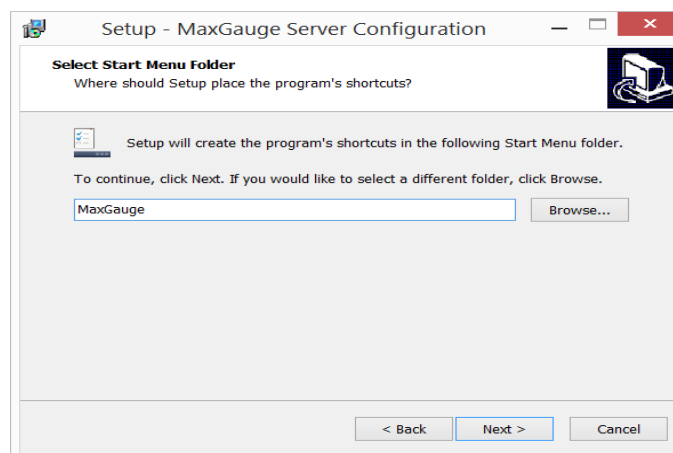 Setup - MaxGauge Server Configuration
Select Start Menu Folder
Where should Setup place the program's shortcuts?
Setup will create the program's shortcuts in the following Start Menu folder.
To continue, click Next. If you would like to select a different folder, click Browse.
MaxGauge
Browse...
< Back
Next >
Cancel